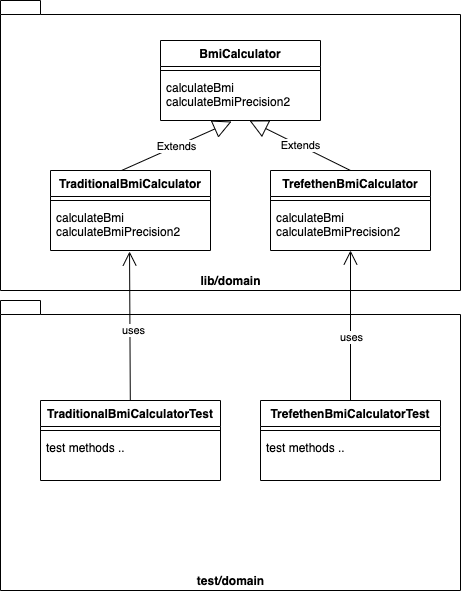 BmiCalculator
calculateBmi
calculateBmiPrecision2
Extends
Extends
TraditionalBmiCalculator
calculateBmi
calculateBmiPrecision2
TrefethenBmiCalculator
calculateBmi
calculateBmiPrecision2
lib/domain
uses
uses
TraditionalBmiCalculatorTest
test methods ..
TrefethenBmiCalculatorTest
test methods ..
test/domain